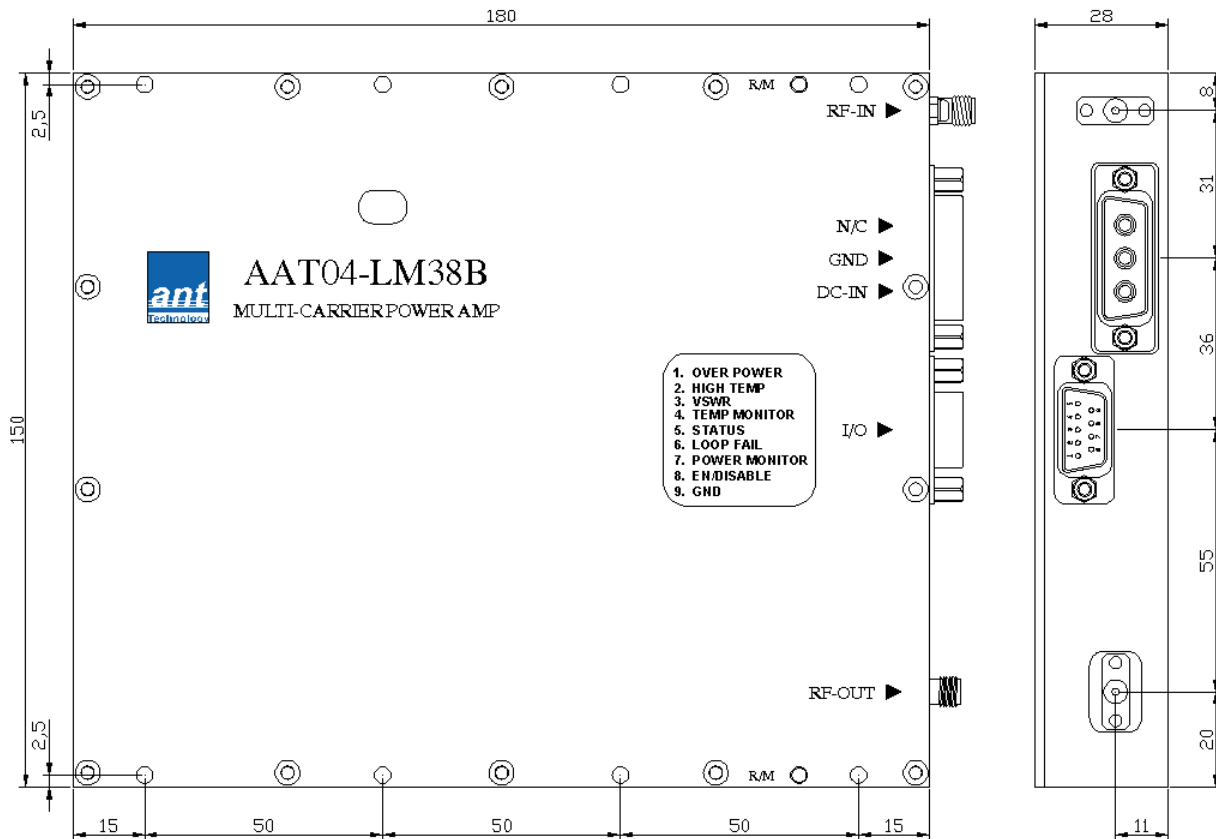 180
28
R/M
RF-IN
2,5
8
31
N/C
GND
DC-IN
ant
Technology
AAT04-LM38B
MULTI-CARRIER POWER AMP
36
1. OVER POWER
2. HIGH TEMP
3. VSWR
4. TEMP MONITOR
5. STATUS
6. LOOP FAIL
7. POWER MONITOR
8. EN/DISABLE
9. GND
I/O
150
55
RF-OUT
2,5
20
R/M
15
50
50
50
15
11